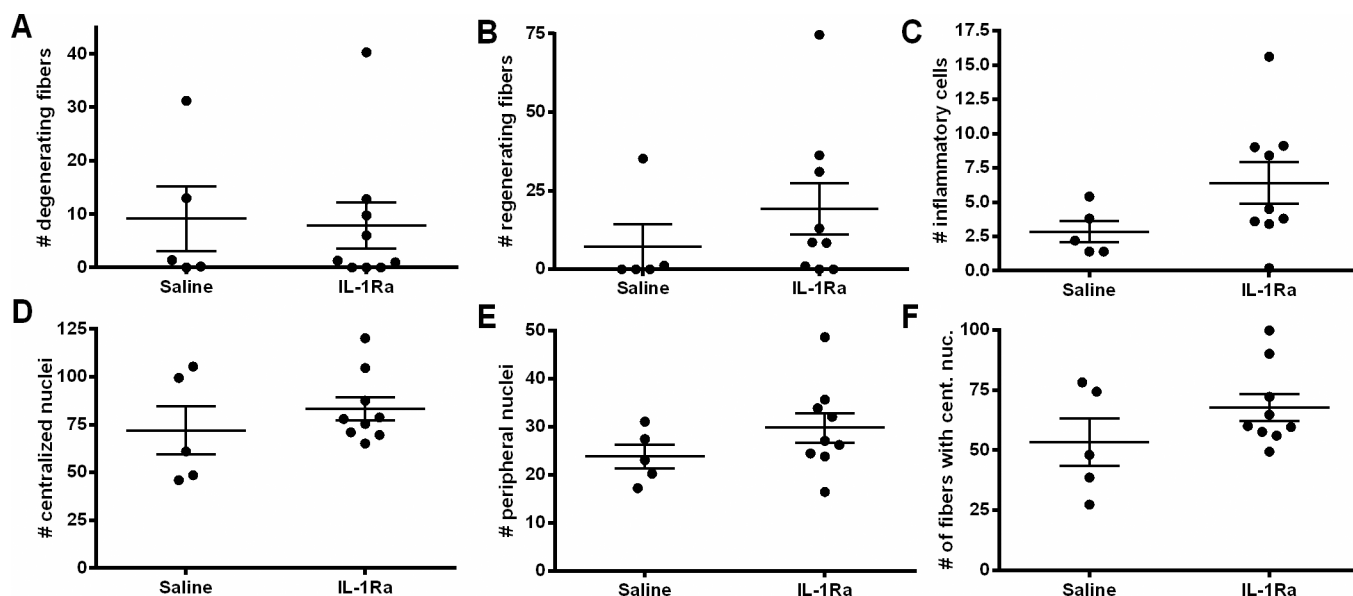 A
# degenerating fibers
40
30
20
10
0
Saline IL-1Ra
B
# regenerating fibers
75
50
25
0
Saline IL-1Ra
C
# inflammatory cells
17.5
15.0
12.5
10.0
7.5
5.0
2.5
0.0
Saline IL-1Ra
D
# centralized nuclei
125
100
75
50
25
0
Saline IL-1Ra
E
# peripheral nuclei
50
40
30
20
10
0
Saline IL-1Ra
F
# of fibers with cent. nuc.
100
75
50
25
0
Saline IL-1Ra